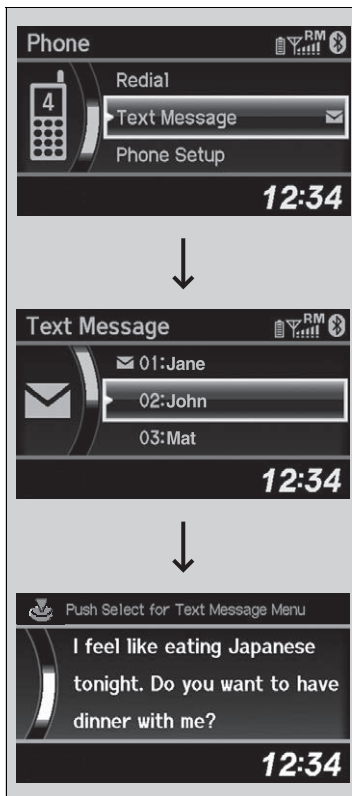 Phone
RM
4
Redial
Text Message
Phone Setup
12:34
Text Message
RM
01:Jane
02:John
03:Mat
12:34
Push Select for Text Message Menu
I feel like eating Japanese
tonight. Do you want to have
dinner with me?
12:34